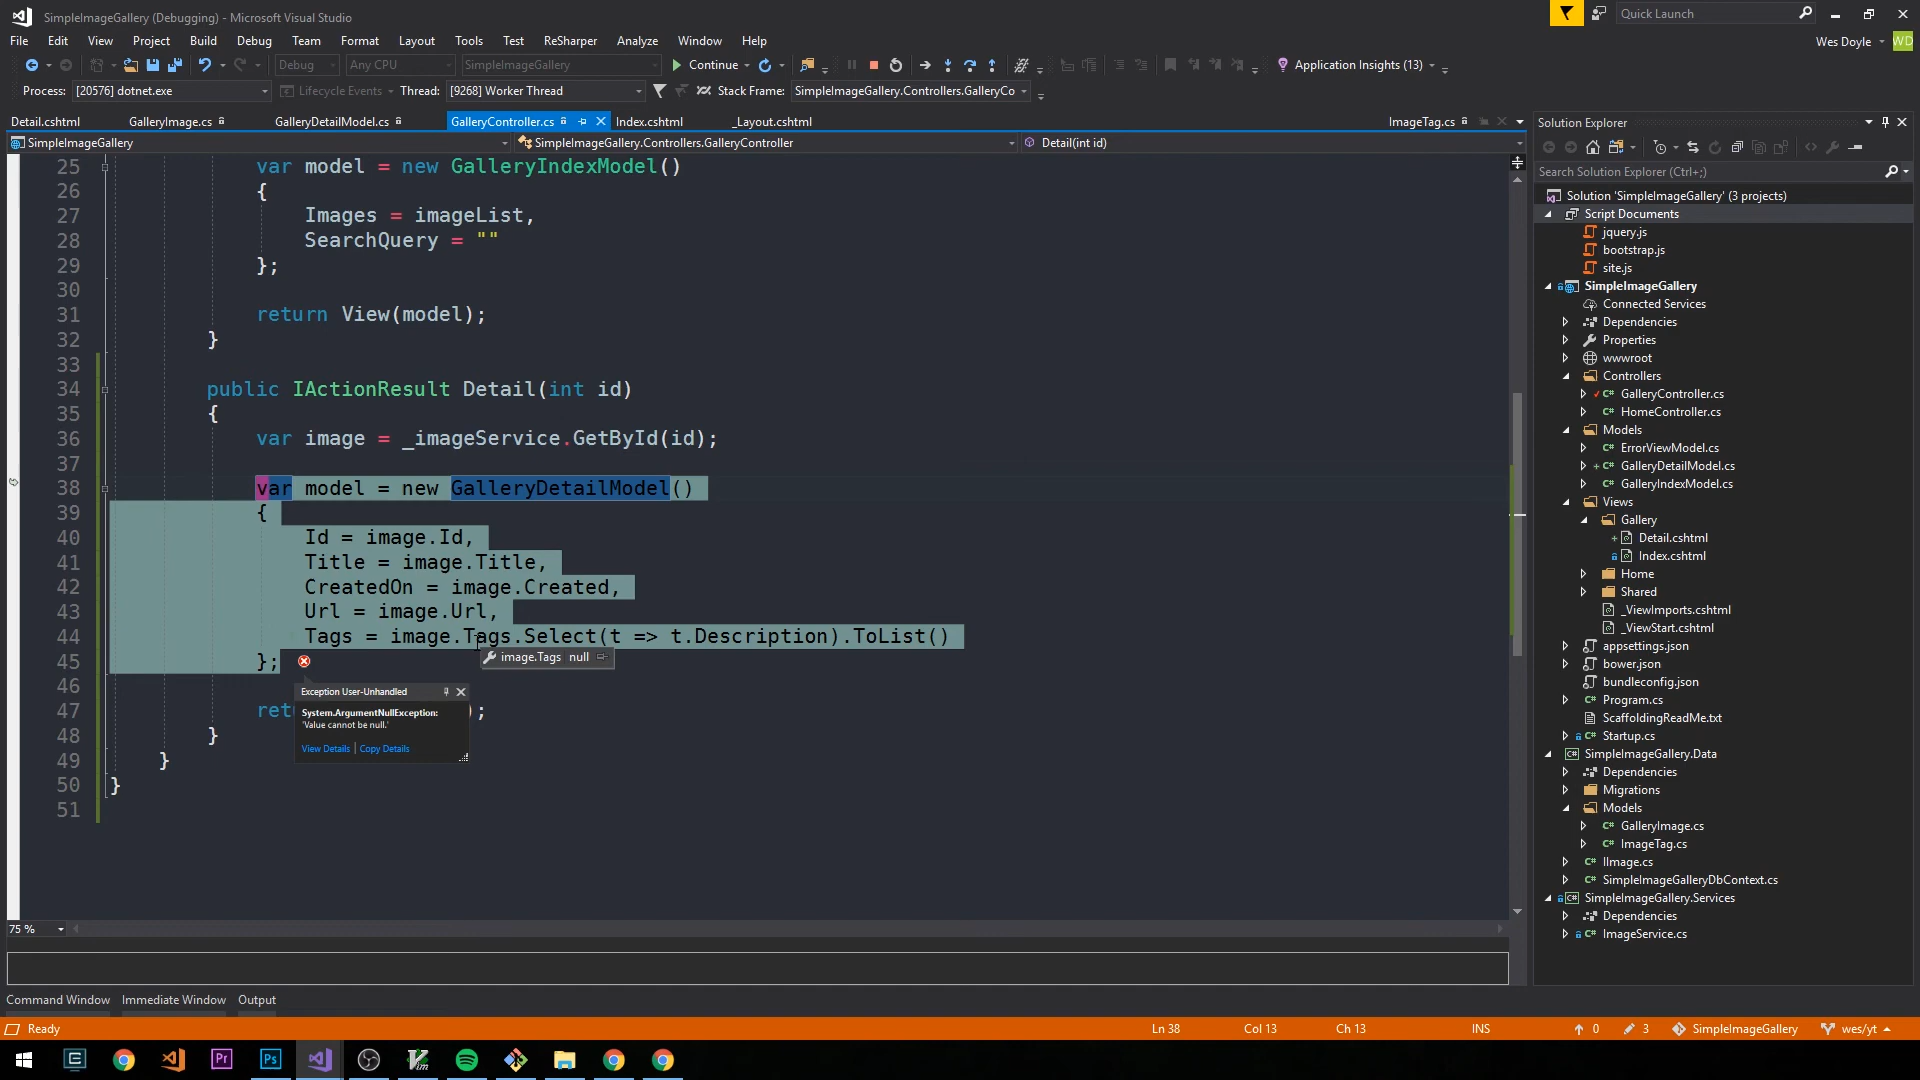 SimpleImageGallery (Debugging) - Microsoft Visual Studio
Quick Launch
File Edit View Project Build Debug Team Format Layout Tools Test ReSharper Analyze Window Help
Wes Doyle WD
Debug Any CPU SimpleImageGallery Continue Application Insights (13)
Process: [20576] dotnet.exe Lifecycle Events Thread: [9268] Worker Thread Stack Frame: SimpleImageGallery.Controllers.GalleryCo
Detail.cshtml GalleryImage.cs GalleryDetailModel.cs GalleryController.cs Index.cshtml _Layout.cshtml ImageTag.cs
SimpleImageGallery SimpleImageGallery.Controllers.GalleryController Detail(int id)
25 var model = new GalleryIndexModel()
26 {
27 Images = imageList,
28 SearchQuery = ""
29 };
30
31 return View(model);
32 }
33
34 public IActionResult Detail(int id)
35 {
36 var image = _imageService.GetById(id);
37
38 var model = new GalleryDetailModel()
39 {
40 Id = image.Id,
41 Title = image.Title,
42 CreatedOn = image.Created,
43 Url = image.Url,
44 Tags = image.Tags.Select(t => t.Description).ToList()
45 };
image.Tags null
46
47 ret );
48 }
49 }
50 }
51
Exception User-Unhandled
System.ArgumentNullException:
'Value cannot be null.'
View Details | Copy Details
75 %
Command Window Immediate Window Output
Solution Explorer
Search Solution Explorer (Ctrl+;)
Solution 'SimpleImageGallery' (3 projects)
Script Documents
jquery.js
bootstrap.js
site.js
SimpleImageGallery
Connected Services
Dependencies
Properties
wwwroot
Controllers
C# GalleryController.cs
C# HomeController.cs
Models
C# ErrorViewModel.cs
C# GalleryDetailModel.cs
C# GalleryIndexModel.cs
Views
Gallery
Detail.cshtml
Index.cshtml
Home
Shared
_ViewImports.cshtml
_ViewStart.cshtml
appsettings.json
bower.json
bundleconfig.json
C# Program.cs
ScaffoldingReadMe.txt
C# Startup.cs
C# SimpleImageGallery.Data
Dependencies
Migrations
Models
C# GalleryImage.cs
C# ImageTag.cs
C# IImage.cs
C# SimpleImageGalleryDbContext.cs
C# SimpleImageGallery.Services
Dependencies
C# ImageService.cs
Ready Ln 38 Col 13 Ch 13 INS 0 3 SimpleImageGallery wes/yt
Pr Ps Vim